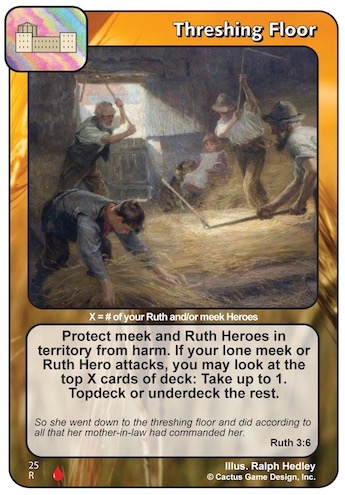 Threshing Floor
X = # of your Ruth and/or meek Heroes
Protect meek and Ruth Heroes in
territory from harm. If your lone meek or
Ruth Hero attacks, you may look at the
top X cards of deck: Take up to 1.
Topdeck or underdeck the rest.
So she went down to the threshing floor and did according to
all that her mother-in-law had commanded her.
Ruth 3:6
25
R
Illus. Ralph Hedley
© Cactus Game Design, Inc.